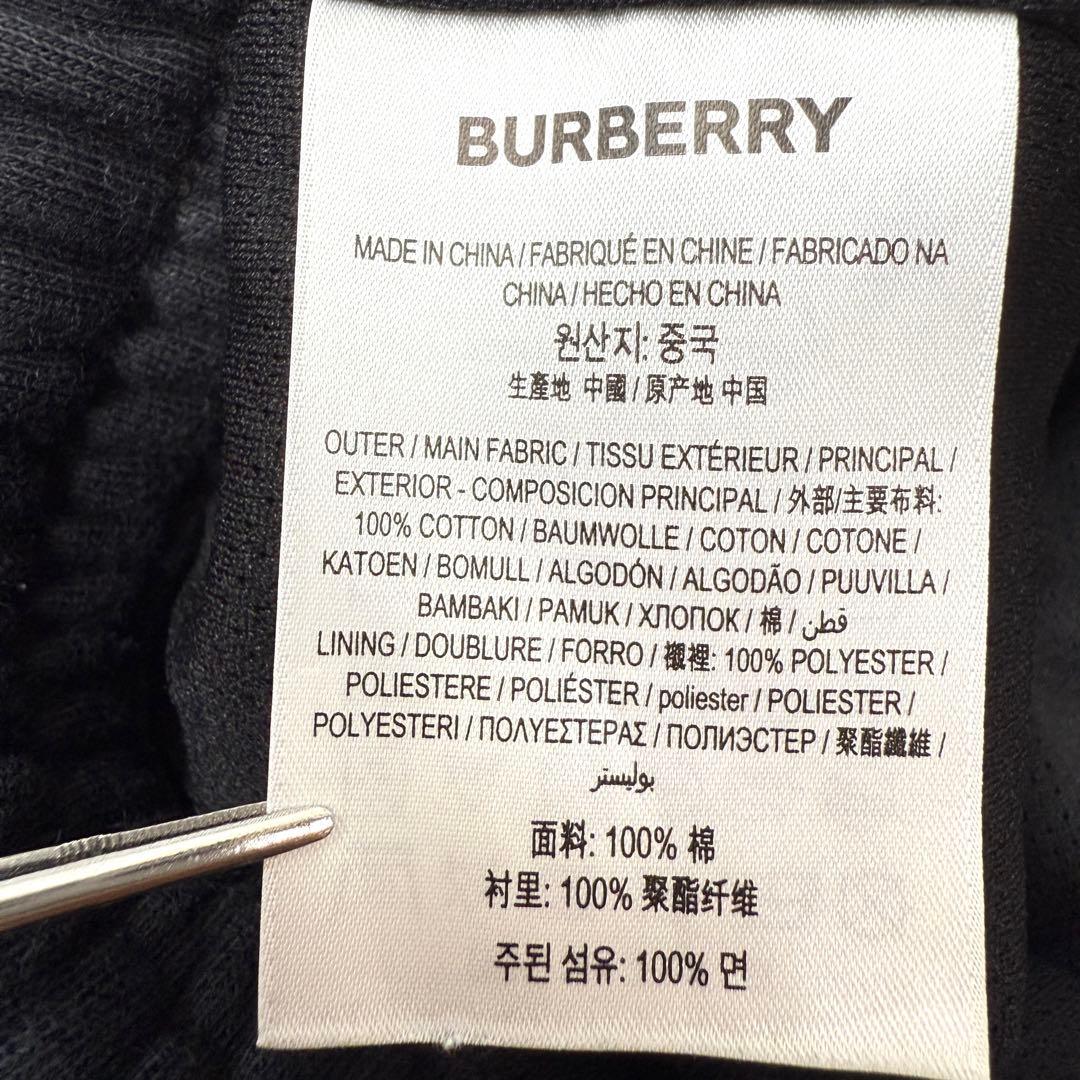 BURBERRY
MADE IN CHINA / FABRIQUÉ EN CHINE / FABRICADO NA
CHINA / HECHO EN CHINA
원산지: 중국
生產地 中國 / 原产地 中国
OUTER / MAIN FABRIC / TISSU EXTÉRIEUR / PRINCIPAL /
EXTERIOR - COMPOSICION PRINCIPAL / 外部/主要布料:
100% COTTON / BAUMWOLLE / COTON / COTONE /
KATOEN / BOMULL / ALGODÓN / ALGODÃO / PUUVILLA /
BAMBAKI / PAMUK / ХЛОПОК / 棉 / قطن
LINING / DOUBLURE / FORRO / 襯裡: 100% POLYESTER /
POLIESTERE / POLIÉSTER / poliester / POLIESTER /
POLYESTERI / ΠΟΛΥΕΣΤΕΡΑΣ / ПОЛИЭСТЕР / 聚酯纖維 /
بوليستر
面料: 100% 棉
衬里: 100% 聚酯纤维
주된 섬유: 100% 면